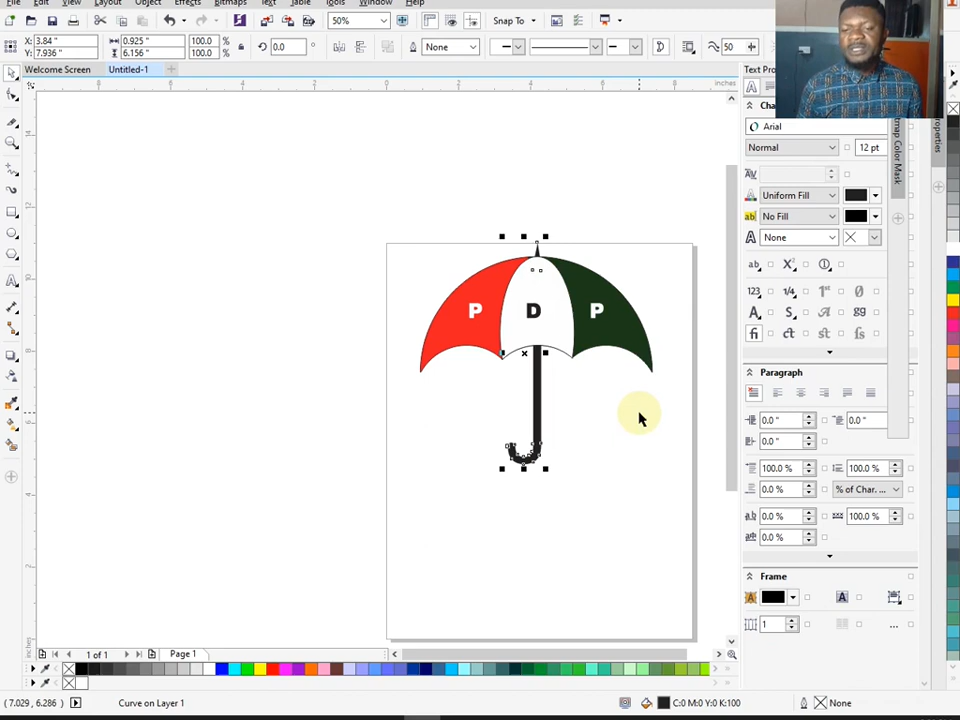 File Edit View Layout Object Effects Bitmaps Text Table Tools Window Help
50% Snap To
X: 3.84 " 0.925 " 100.0 0.0 None 50
Y: 7.936 " 6.156 " 100.0
Welcome Screen Untitled-1
inches
Text Pro
Arial
Normal 12 pt
Uniform Fill
No Fill
None
Paragraph
0.0 " 0.0 "
0.0 "
100.0 % 100.0 %
0.0 % % of Char. ...
0.0 % 100.0 %
0.0 %
Frame
1
Properties
P D P
1 of 1 Page 1
( 7.029, 6.286 ) Curve on Layer 1 C:0 M:0 Y:0 K:100 None